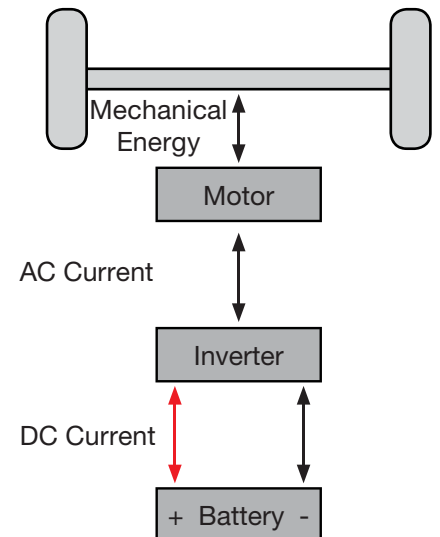 Mechanical
Energy
Motor
AC Current
Inverter
DC Current
+ Battery -